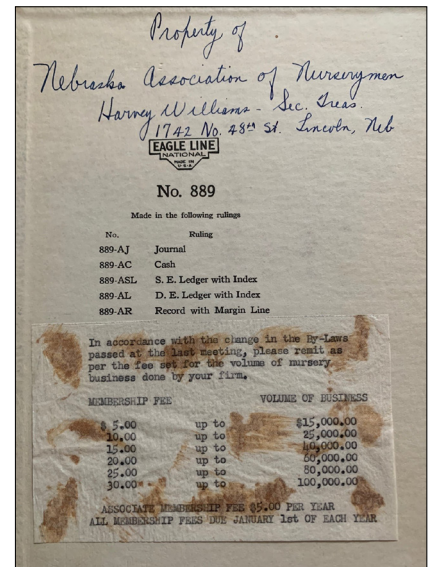 Property of
Nebraska Association of Nurserymen
Harvey Williams - Sec. Treas.
1742 No. 48th St. Lincoln, Neb
EAGLE LINE
NATIONAL
MADE IN
U.S.A.
No. 889
Made in the following rulings
No. Ruling
889-AJ Journal
889-AC Cash
889-ASL S. E. Ledger with Index
889-AL D. E. Ledger with Index
889-AR Record with Margin Line
In accordance with the change in the By-Laws
passed at the last meeting, please remit as
per the fee set for the volume of nursery
business done by your firm.
MEMBERSHIP FEE VOLUME OF BUSINESS
$ 5.00 up to $15,000.00
10.00 up to 25,000.00
15.00 up to 40,000.00
20.00 up to 60,000.00
25.00 up to 80,000.00
30.00 up to 100,000.00
ASSOCIATE MEMBERSHIP FEE $5.00 PER YEAR
ALL MEMBERSHIP FEES DUE JANUARY 1st OF EACH YEAR